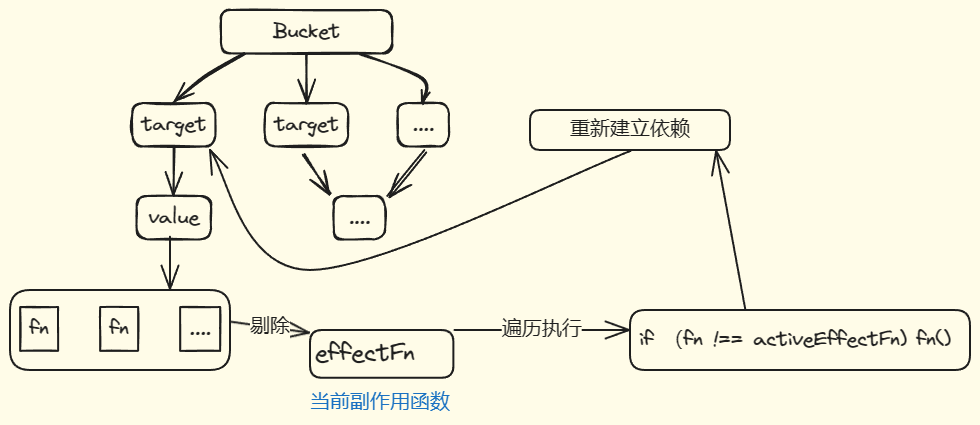 Bucket
target
target
....
重新建立依赖
value
....
fn
fn
....
剔除
effectFn
遍历执行
if (fn !== activeEffectFn) fn()
当前副作用函数